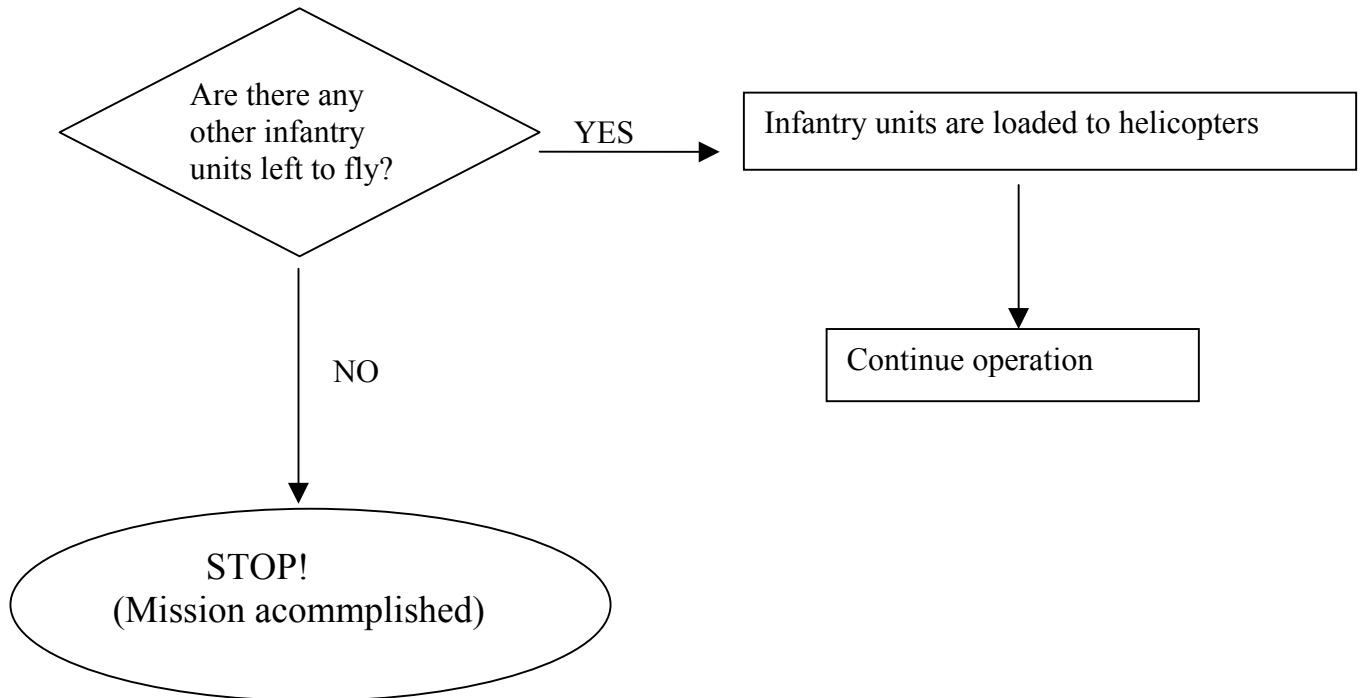 Are there any
other infantry
units left to fly?
YES
Infantry units are loaded to helicopters
Continue operation
NO
STOP!
(Mission acommplished)